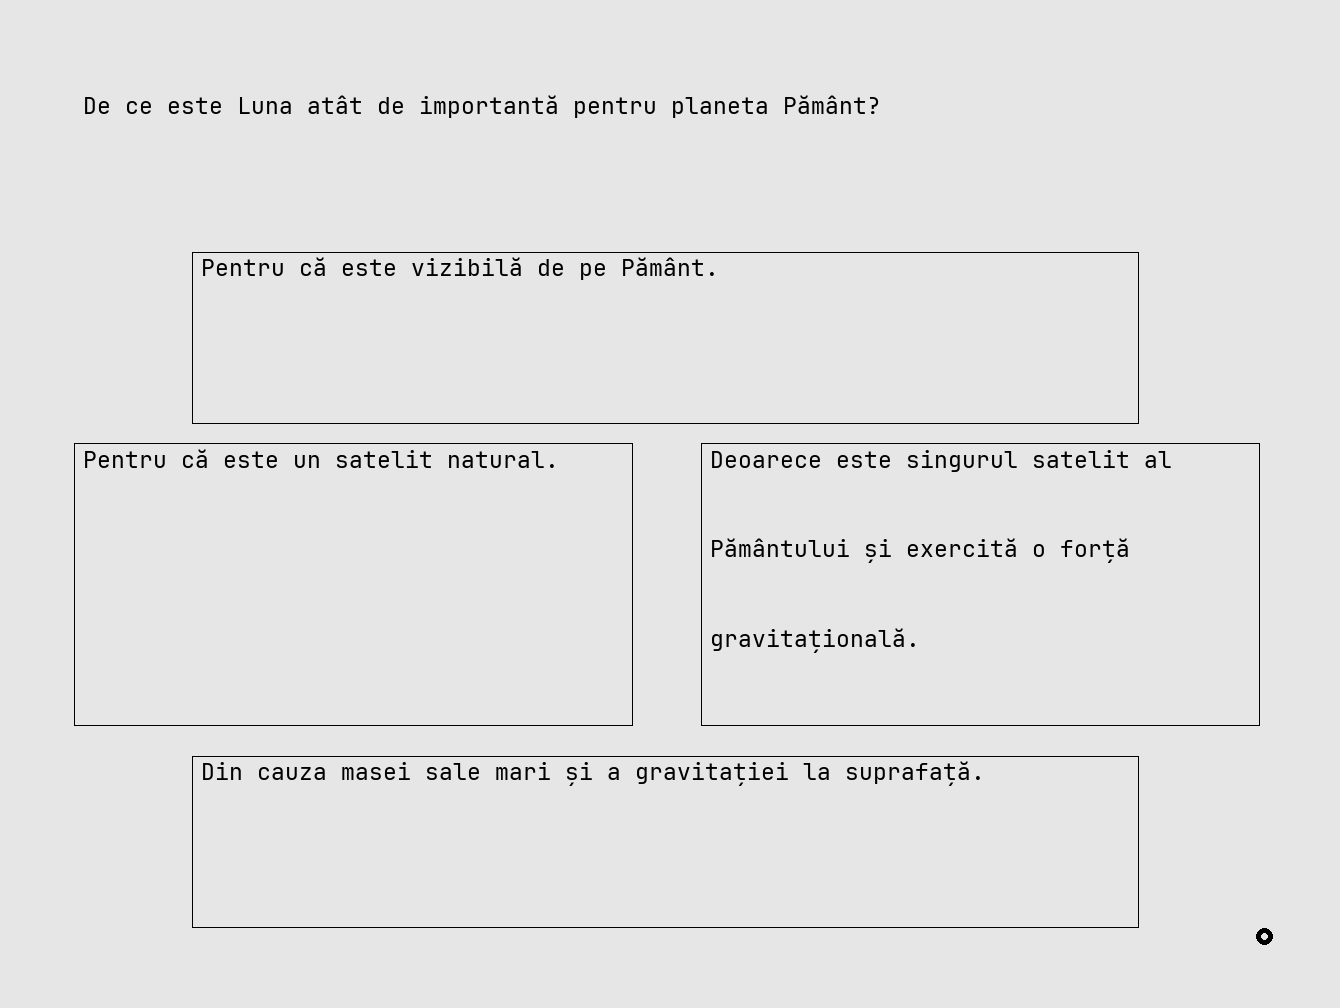 De ce este Luna atât de importantă pentru planeta Pământ?
Pentru că este vizibilă de pe Pământ.
Pentru că este un satelit natural.
Deoarece este singurul satelit al
Pământului și exercită o forță
gravitațională.
Din cauza masei sale mari și a gravitației la suprafață.